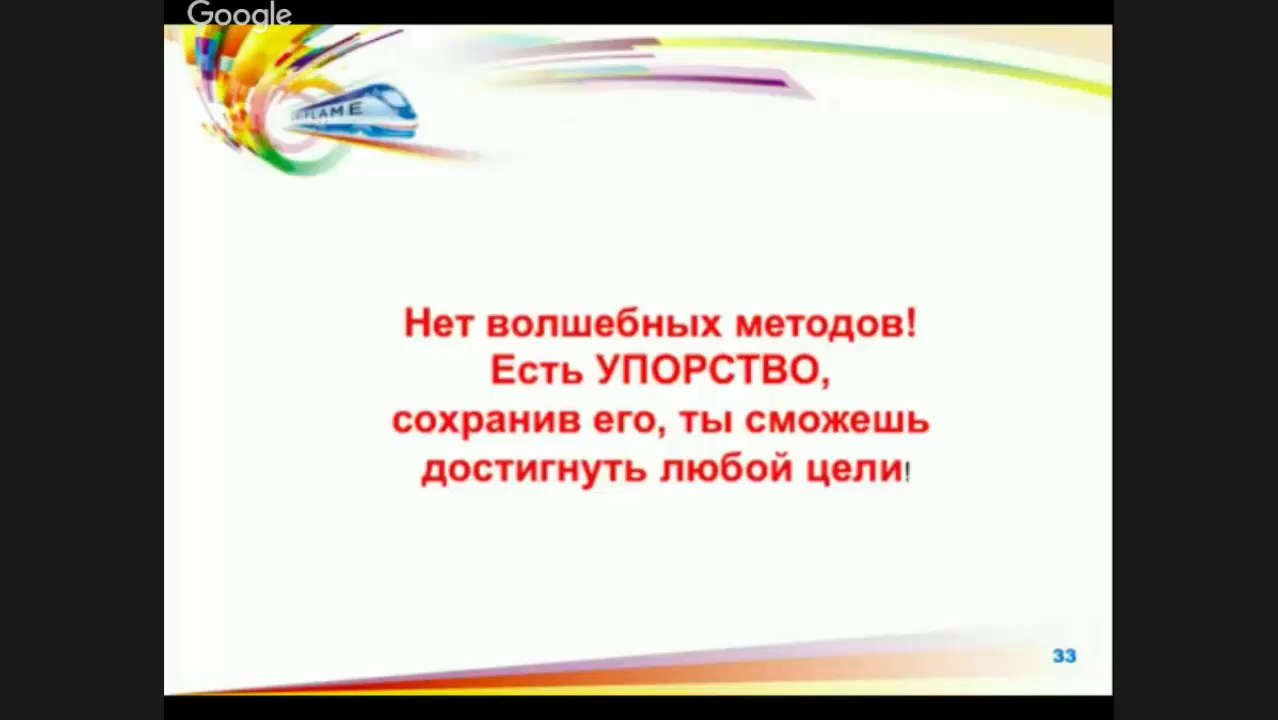 Google
Нет волшебных методов!
Есть УПОРСТВО,
сохранив его, ты сможешь
достигнуть любой цели!
33